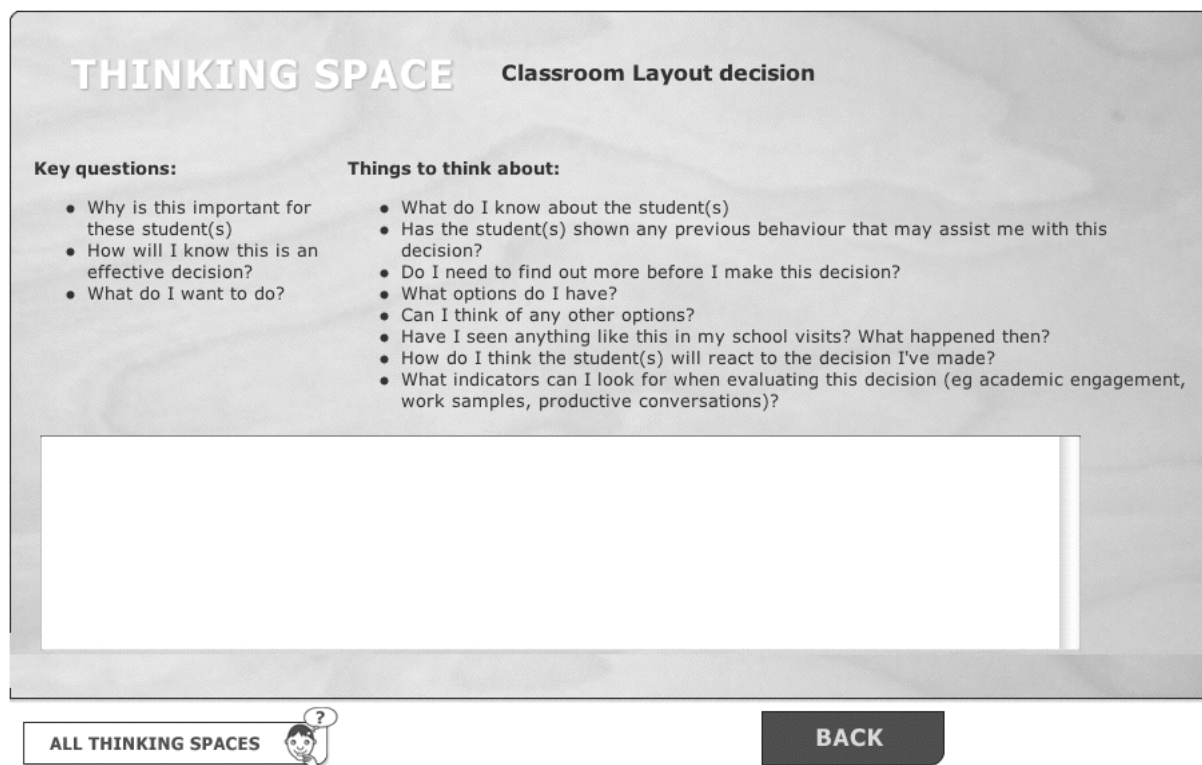 THINKING SPACE Classroom Layout decision
Key questions:
• Why is this important for
these student(s)
• How will I know this is an
effective decision?
• What do I want to do?
Things to think about:
• What do I know about the student(s)
• Has the student(s) shown any previous behaviour that may assist me with this
decision?
• Do I need to find out more before I make this decision?
• What options do I have?
• Can I think of any other options?
• Have I seen anything like this in my school visits? What happened then?
• How do I think the student(s) will react to the decision I've made?
• What indicators can I look for when evaluating this decision (eg academic engagement,
work samples, productive conversations)?
ALL THINKING SPACES ?
BACK